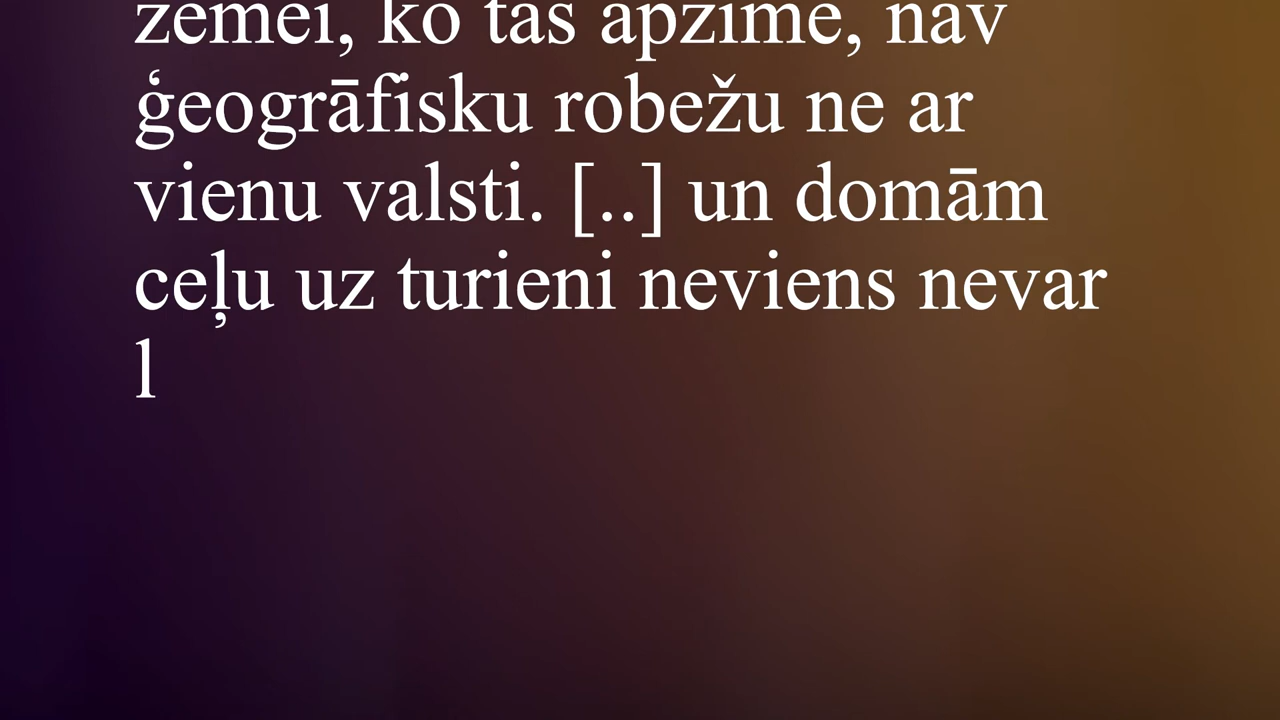 zemei, ko tas apzīmē, nav
ģeogrāfisku robežu ne ar
vienu valsti. [..] un domām
ceļu uz turieni neviens nevar
l